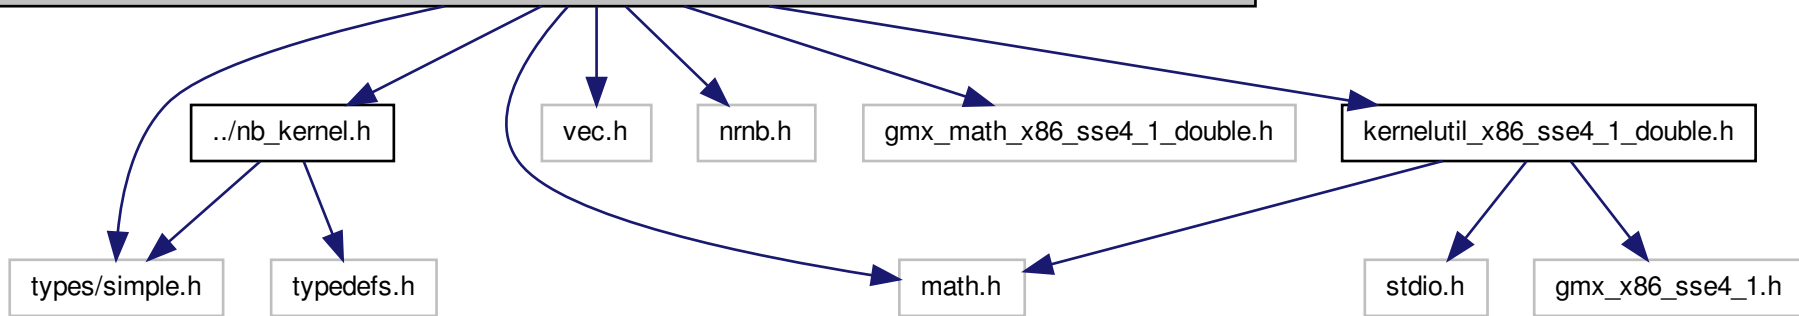 ../nb_kernel.h
vec.h
nrnb.h
gmx_math_x86_sse4_1_double.h
kernelutil_x86_sse4_1_double.h
types/simple.h
typedefs.h
math.h
stdio.h
gmx_x86_sse4_1.h